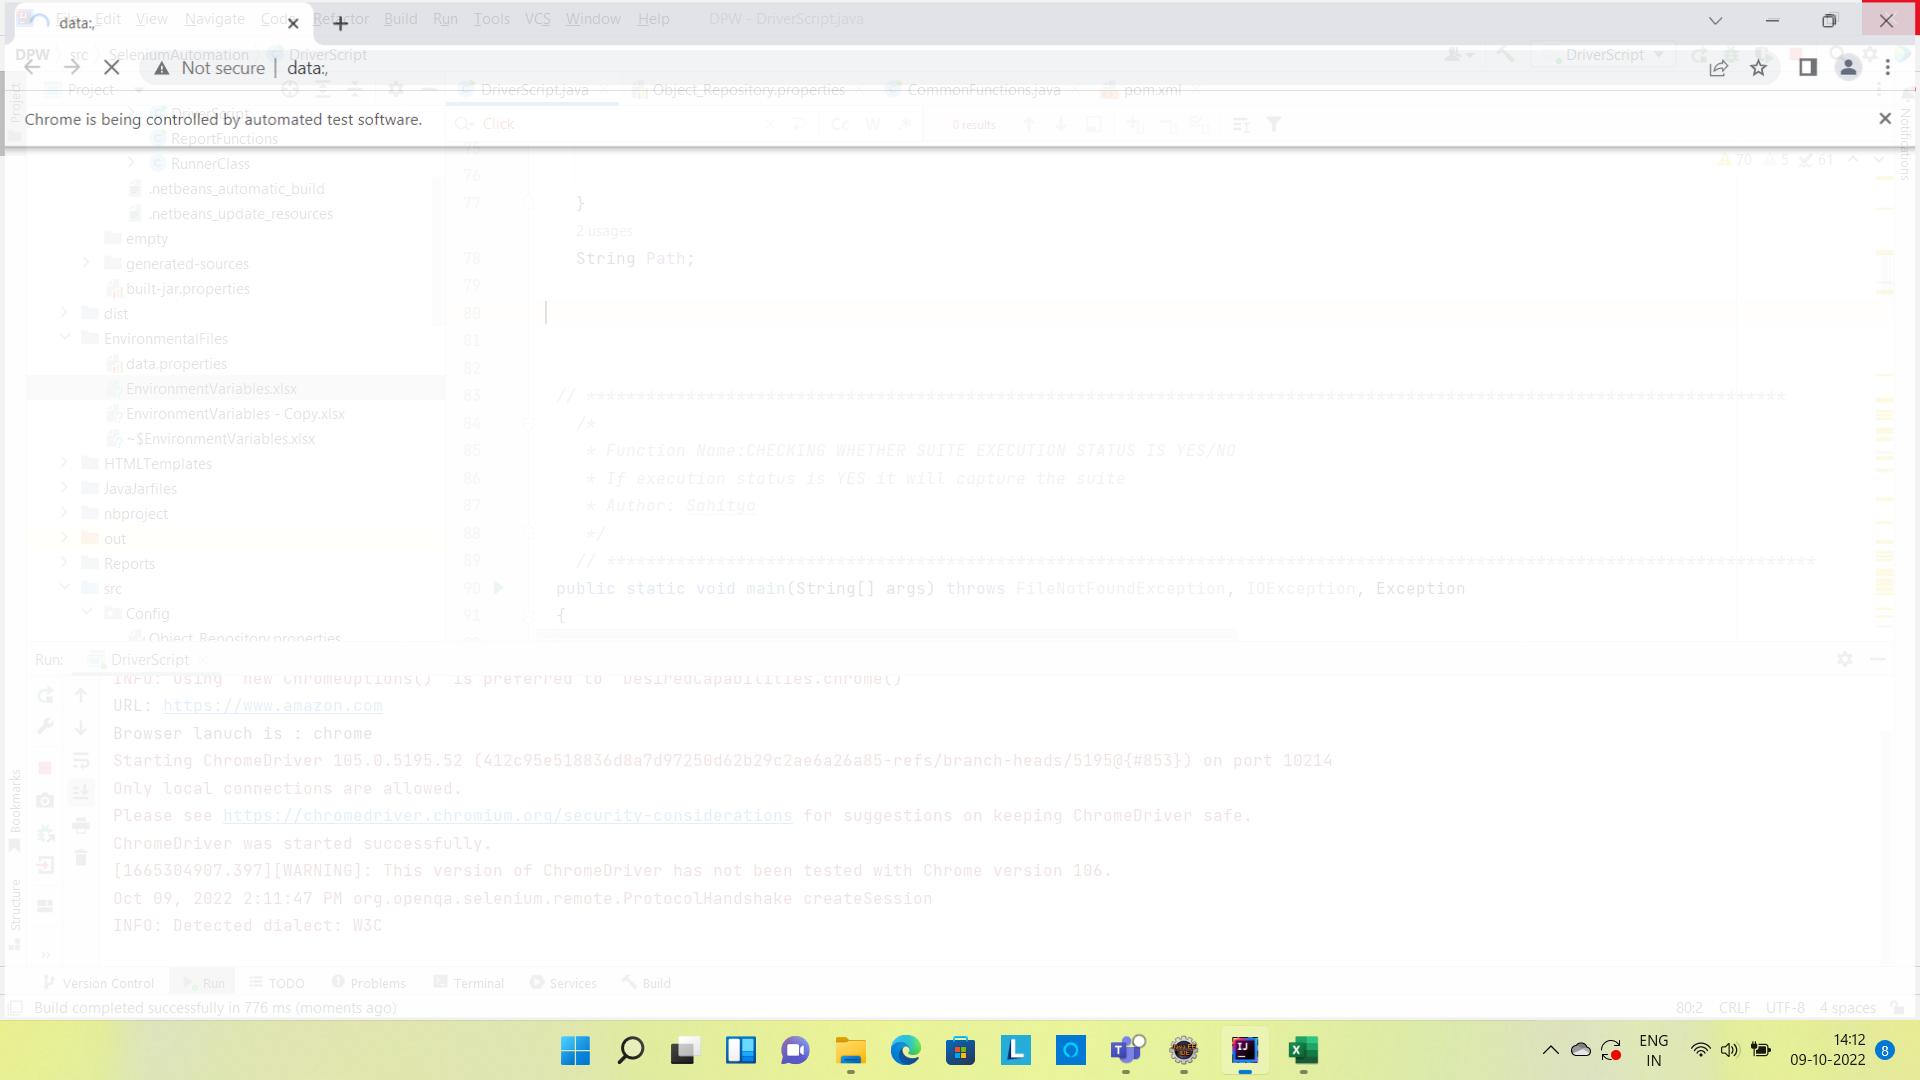 data:,
File Edit View Navigate Code Refactor Build Run Tools VCS Window Help DPW - DriverScript.java
DPW src SeleniumAutomation DriverScript
DriverScript
Not secure data:,
Project
DriverScript.java Object_Repository.properties CommonFunctions.java pom.xml
Chrome is being controlled by automated test software.
DriverScript
Click Cc W .* 0 results
ReportFunctions
RunnerClass
.netbeans_automatic_build
.netbeans_update_resources
empty
generated-sources
built-jar.properties
dist
EnvironmentalFiles
data.properties
EnvironmentVariables.xlsx
EnvironmentVariables - Copy.xlsx
~$EnvironmentVariables.xlsx
HTMLTemplates
JavaJarfiles
nbproject
out
Reports
src
Config
Object_Repository.properties
70 5 61
75
76
77 }
2 usages
78 String Path;
79
80
81
82
83 // ************************************************************************************************************************
84 /*
85 * Function Name:CHECKING WHETHER SUITE EXECUTION STATUS IS YES/NO
86 * If execution status is YES it will capture the suite
87 * Author: Sahitya
88 */
89 // *************************************************************************************************************************
90 public static void main(String[] args) throws FileNotFoundException, IOException, Exception
91 {
Project
Notifications
Bookmarks
Structure
Run: DriverScript
INFO: Using `new ChromeOptions()` is preferred to `DesiredCapabilities.chrome()`
URL: https://www.amazon.com
Browser lanuch is : chrome
Starting ChromeDriver 105.0.5195.52 (412c95e518836d8a7d97250d62b29c2ae6a26a85-refs/branch-heads/5195@{#853}) on port 10214
Only local connections are allowed.
Please see https://chromedriver.chromium.org/security-considerations for suggestions on keeping ChromeDriver safe.
ChromeDriver was started successfully.
[1665304907.397][WARNING]: This version of ChromeDriver has not been tested with Chrome version 106.
Oct 09, 2022 2:11:47 PM org.openqa.selenium.remote.ProtocolHandshake createSession
INFO: Detected dialect: W3C
Version Control Run TODO Problems Terminal Services Build
Build completed successfully in 776 ms (moments ago) 80:2 CRLF UTF-8 4 spaces
ENG
IN
14:12
09-10-2022
8